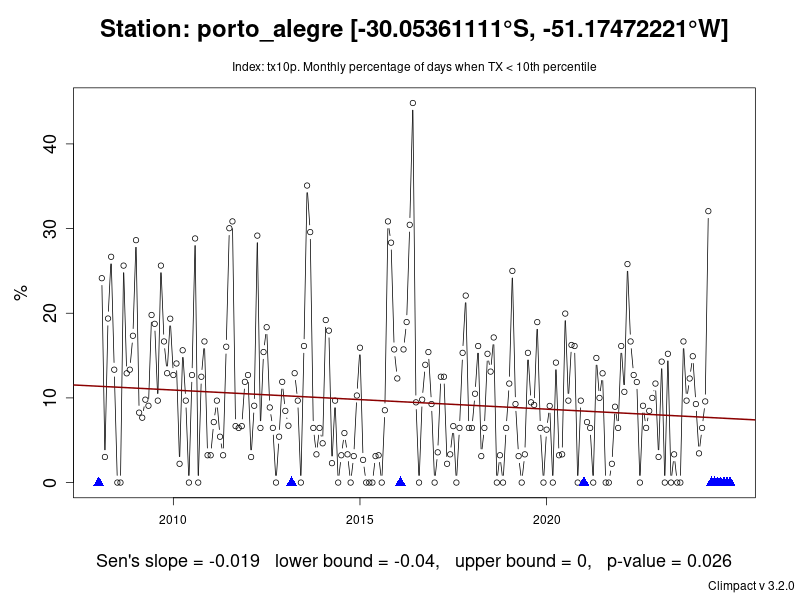 Station: porto_alegre [-30.05361111°S, -51.17472221°W]
Index: tx10p. Monthly percentage of days when TX < 10th percentile
%
40
30
20
10
0
2010 2015 2020
Sen's slope = -0.019 lower bound = -0.04, upper bound = 0, p-value = 0.026
Climpact v 3.2.0